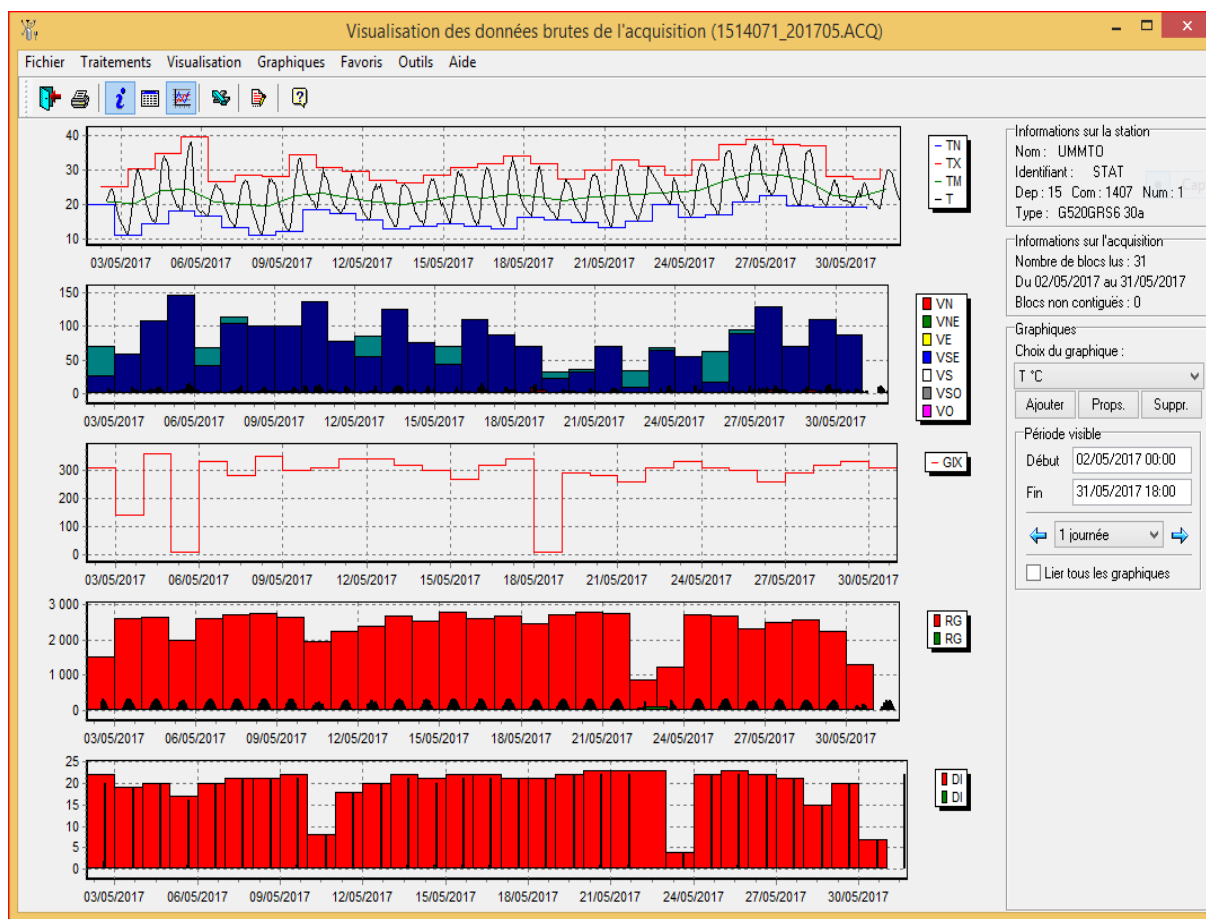 Visualisation des données brutes de l'acquisition (1514071_201705.ACQ)
Fichier Traitements Visualisation Graphiques Favoris Outils Aide
40
30
20
10
03/05/2017 06/05/2017 09/05/2017 12/05/2017 15/05/2017 18/05/2017 21/05/2017 24/05/2017 27/05/2017 30/05/2017
TN
TX
TM
T
150
100
50
0
03/05/2017 06/05/2017 09/05/2017 12/05/2017 15/05/2017 18/05/2017 21/05/2017 24/05/2017 27/05/2017 30/05/2017
VN
VNE
VE
VSE
VS
VSO
VO
300
200
100
0
03/05/2017 06/05/2017 09/05/2017 12/05/2017 15/05/2017 18/05/2017 21/05/2017 24/05/2017 27/05/2017 30/05/2017
GIX
3 000
2 000
1 000
0
03/05/2017 06/05/2017 09/05/2017 12/05/2017 15/05/2017 18/05/2017 21/05/2017 24/05/2017 27/05/2017 30/05/2017
RG
RG
25
20
15
10
5
0
03/05/2017 06/05/2017 09/05/2017 12/05/2017 15/05/2017 18/05/2017 21/05/2017 24/05/2017 27/05/2017 30/05/2017
DI
DI
Informations sur la station
Nom : UMMTO
Identifiant : STAT
Dep : 15 Com : 1407 Num : 1
Type : G520GRS6 30a
Informations sur l'acquisition
Nombre de blocs lus : 31
Du 02/05/2017 au 31/05/2017
Blocs non contiguës : 0
Graphiques
Choix du graphique :
T °C
Ajouter Props. Suppr.
Période visible
Début 02/05/2017 00:00
Fin 31/05/2017 18:00
1 journée
Lier tous les graphiques